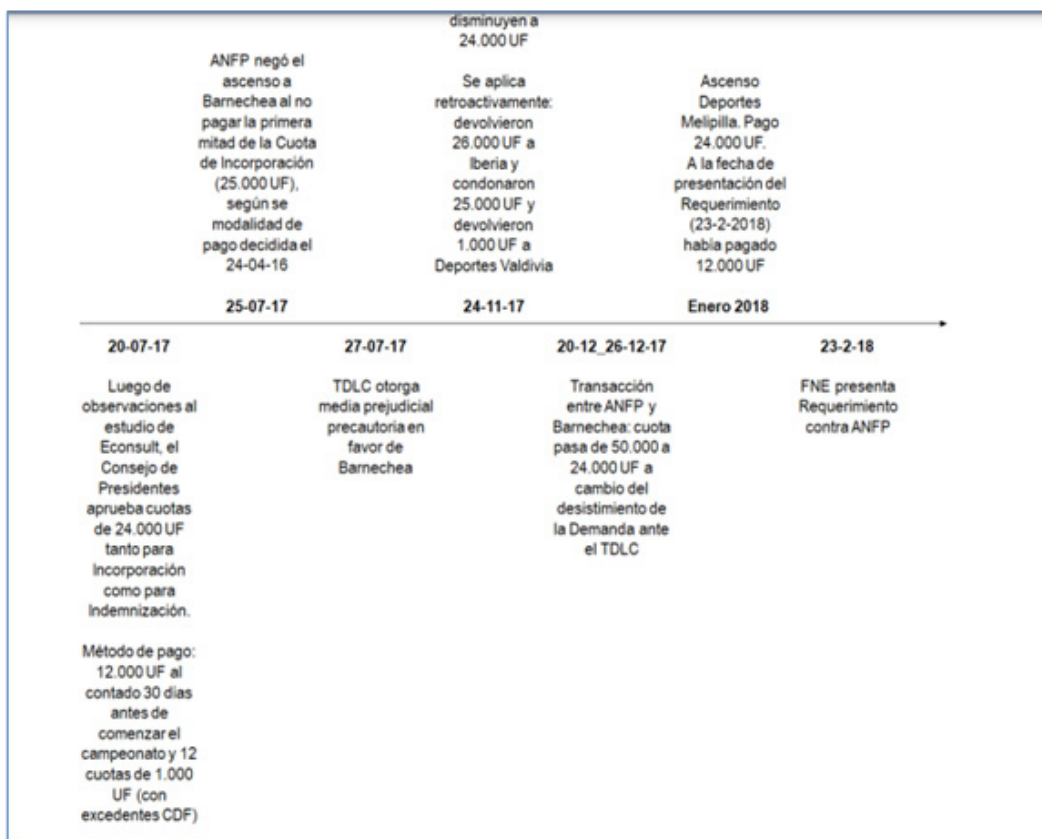 disminuyen a
24.000 UF
ANFP negó el
ascenso a
Barnechea al no
pagar la primera
mitad de la Cuota
de Incorporación
(25.000 UF),
según se
modalidad de
pago decidida el
24-04-16
Se aplica
retroactivamente:
devolvieron
26.000 UF a
Iberia y
condonaron
25.000 UF y
devolvieron
1.000 UF a
Deportes Valdivia
Ascenso
Deportes
Melipilla. Pago
24.000 UF.
A la fecha de
presentación del
Requerimiento
(23-2-2018)
había pagado
12.000 UF
25-07-17
24-11-17
Enero 2018
20-07-17
27-07-17
20-12_26-12-17
23-2-18
Luego de
observaciones al
estudio de
Econsult, el
Consejo de
Presidentes
aprueba cuotas
de 24.000 UF
tanto para
Incorporación
como para
Indemnización.
Método de pago:
12.000 UF al
contado 30 días
antes de
comenzar el
campeonato y 12
cuotas de 1.000
UF (con
excedentes CDF)
TDLC otorga
media prejudicial
precautoria en
favor de
Barnechea
Transacción
entre ANFP y
Barnechea: cuota
pasa de 50.000 a
24.000 UF a
cambio del
desistimiento de
la Demanda ante
el TDLC
FNE presenta
Requerimiento
contra ANFP